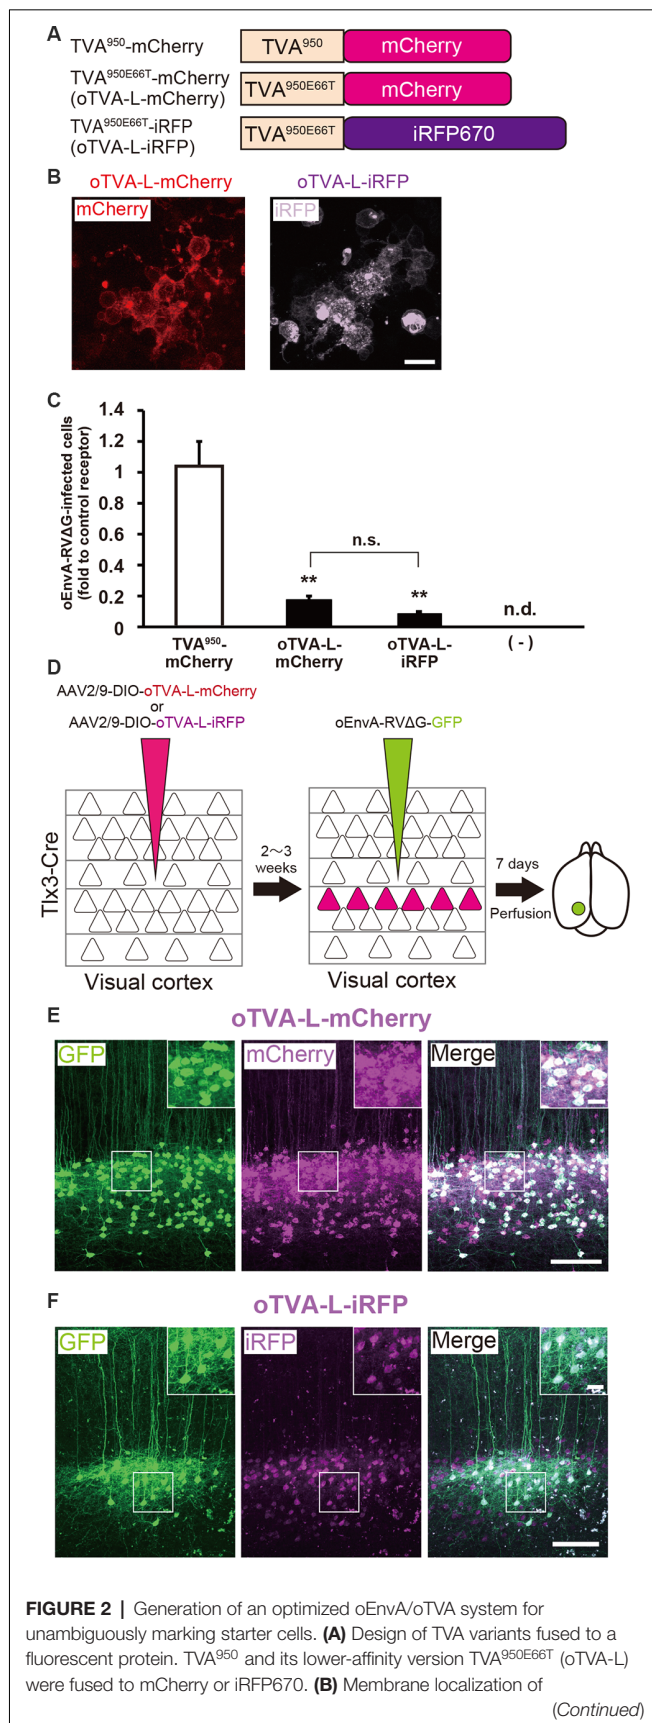 A
TVA⁹⁵⁰-mCherry
TVA⁹⁵⁰
mCherry
TVA⁹⁵⁰ᴱ⁶⁶ᵀ-mCherry
(oTVA-L-mCherry)
TVA⁹⁵⁰ᴱ⁶⁶ᵀ
mCherry
TVA⁹⁵⁰ᴱ⁶⁶ᵀ-iRFP
(oTVA-L-iRFP)
TVA⁹⁵⁰ᴱ⁶⁶ᵀ
iRFP670
B
oTVA-L-mCherry
oTVA-L-iRFP
mCherry
iRFP
C
oEnvA-RVΔG-infected cells
(fold to control receptor)
1.4
1.2
1
0.8
0.6
0.4
0.2
0
n.s.
**
**
n.d.
TVA⁹⁵⁰-
mCherry
oTVA-L-
mCherry
oTVA-L-
iRFP
( - )
D
AAV2/9-DIO-oTVA-L-mCherry
or
AAV2/9-DIO-oTVA-L-iRFP
oEnvA-RVΔG-GFP
Tlx3-Cre
2～3
weeks
7 days
Perfusion
Visual cortex
Visual cortex
E
oTVA-L-mCherry
GFP
mCherry
Merge
F
oTVA-L-iRFP
GFP
iRFP
Merge
FIGURE 2 | Generation of an optimized oEnvA/oTVA system for
unambiguously marking starter cells. (A) Design of TVA variants fused to a
fluorescent protein. TVA⁹⁵⁰ and its lower-affinity version TVA⁹⁵⁰ᴱ⁶⁶ᵀ (oTVA-L)
were fused to mCherry or iRFP670. (B) Membrane localization of
(Continued)